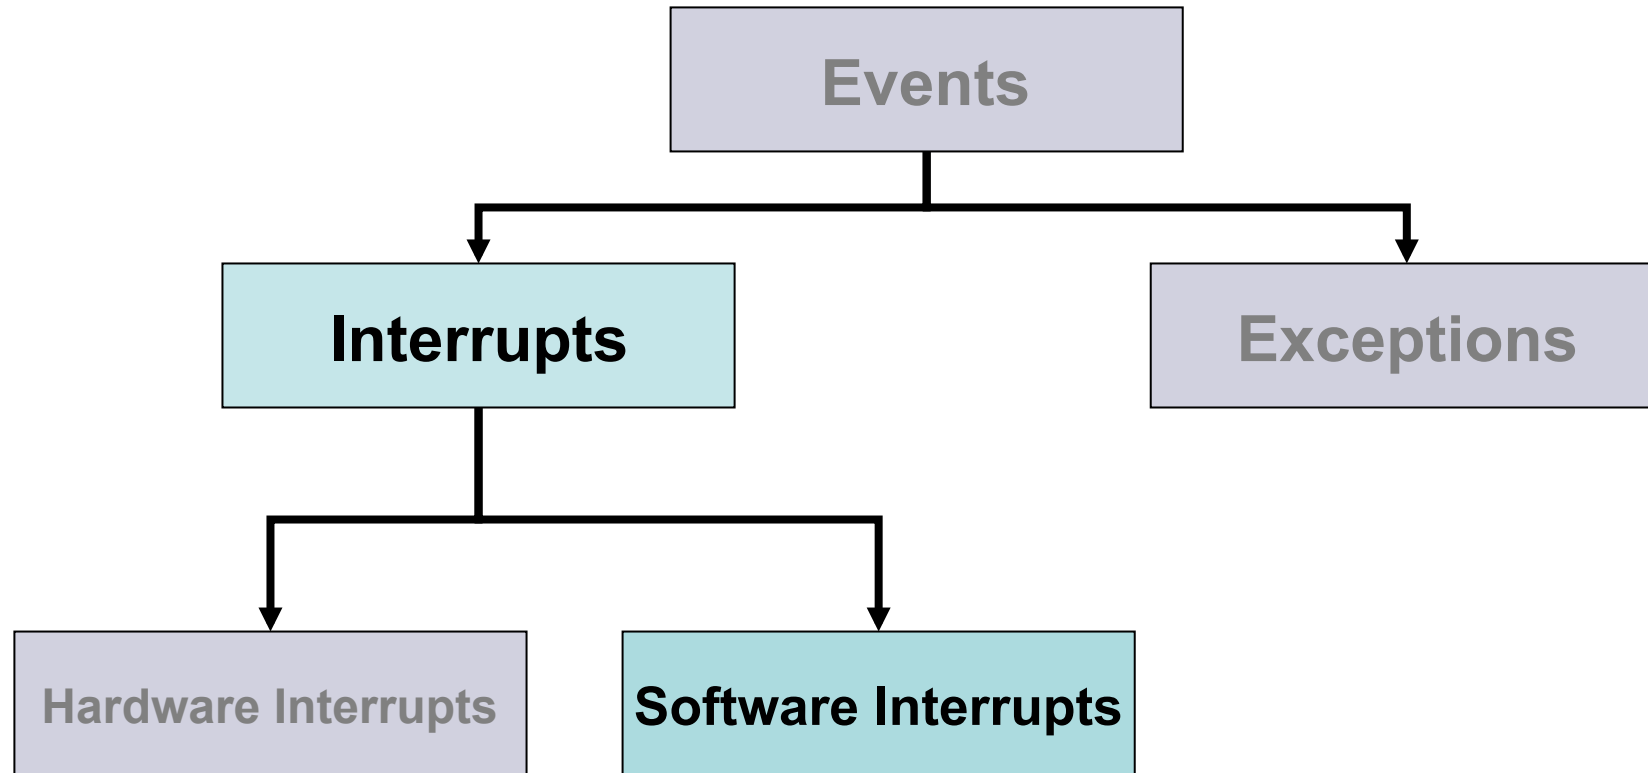 Events
Interrupts
Exceptions
Hardware Interrupts
Software Interrupts